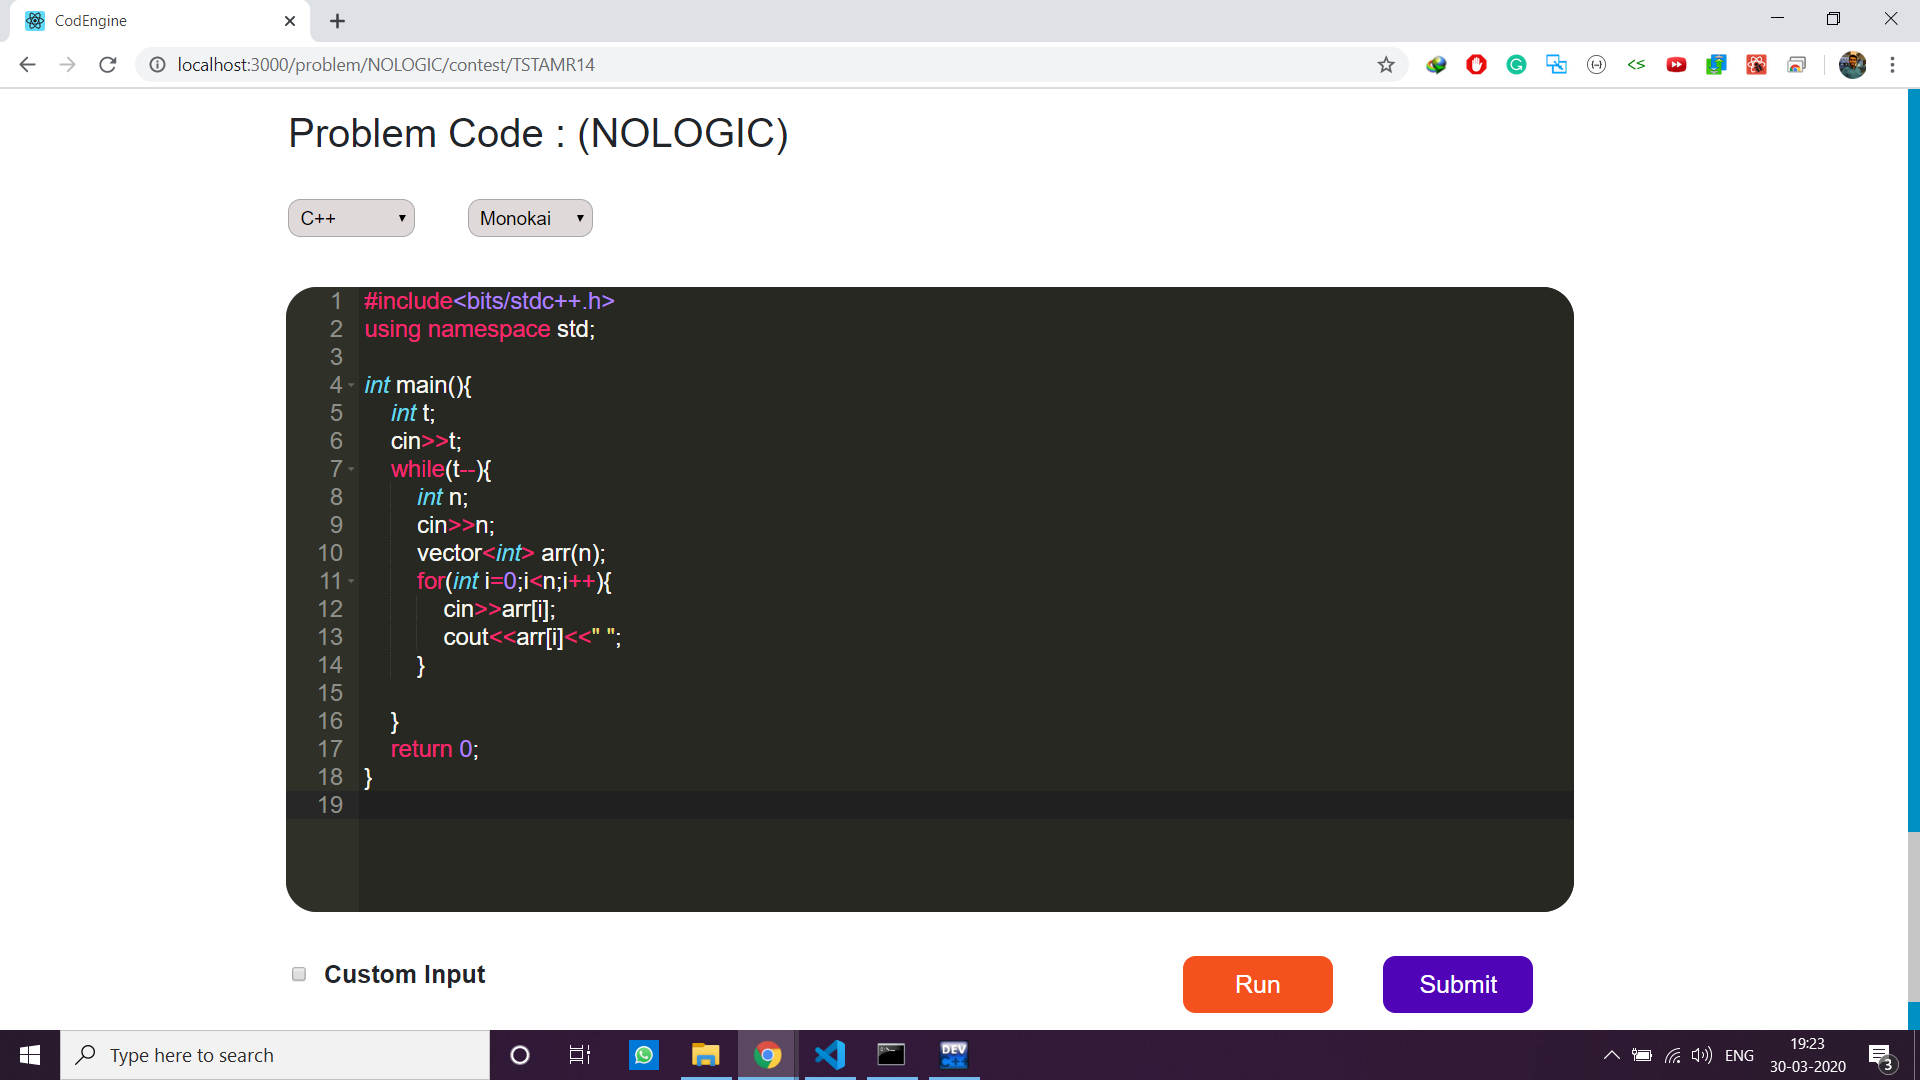 CodEngine
localhost:3000/problem/NOLOGIC/contest/TSTAMR14
Problem Code : (NOLOGIC)
C++ Monokai
1 #include<bits/stdc++.h>
2 using namespace std;
3
4 int main(){
5 int t;
6 cin>>t;
7 while(t--){
8 int n;
9 cin>>n;
10 vector<int> arr(n);
11 for(int i=0;i<n;i++){
12 cin>>arr[i];
13 cout<<arr[i]<<" ";
14 }
15
16 }
17 return 0;
18 }
19
Custom Input
Run
Submit
Type here to search
DEV C++
ENG
19:23
30-03-2020
3